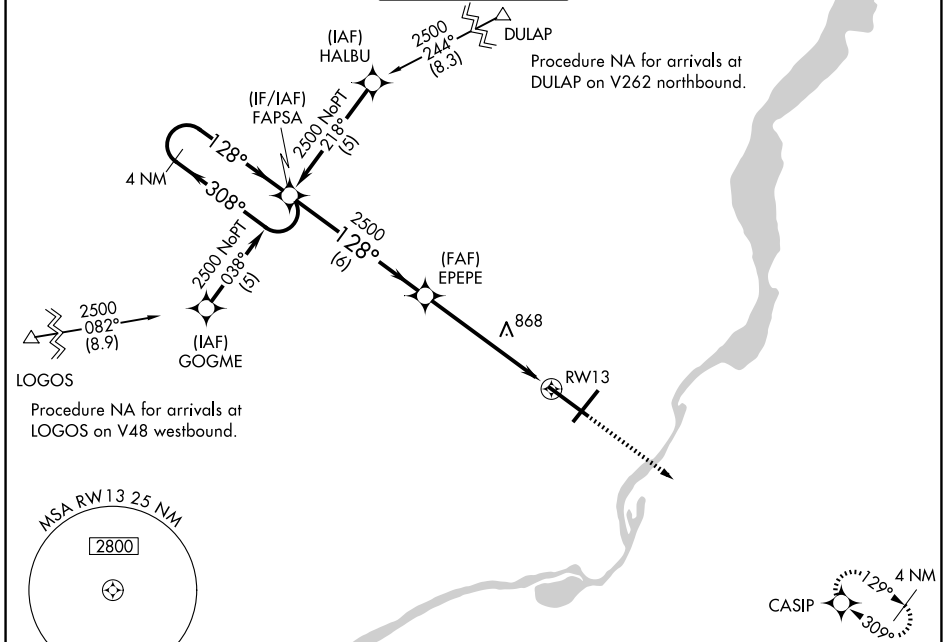 2500
244°
(8.3)
DULAP
Procedure NA for arrivals at
DULAP on V262 northbound.
(IAF)
HALBU
2500 NoPT
218°
(5)
(IF/IAF)
FAPSA
128°
4 NM
308°
2500 NoPT
038°
(5)
2500
128°
(6)
(FAF)
EPEPE
868
RW13
2500
082°
(8.9)
LOGOS
(IAF)
GOGME
Procedure NA for arrivals at
LOGOS on V48 westbound.
MSA RW13 25 NM
2800
129°
4 NM
CASIP
309°